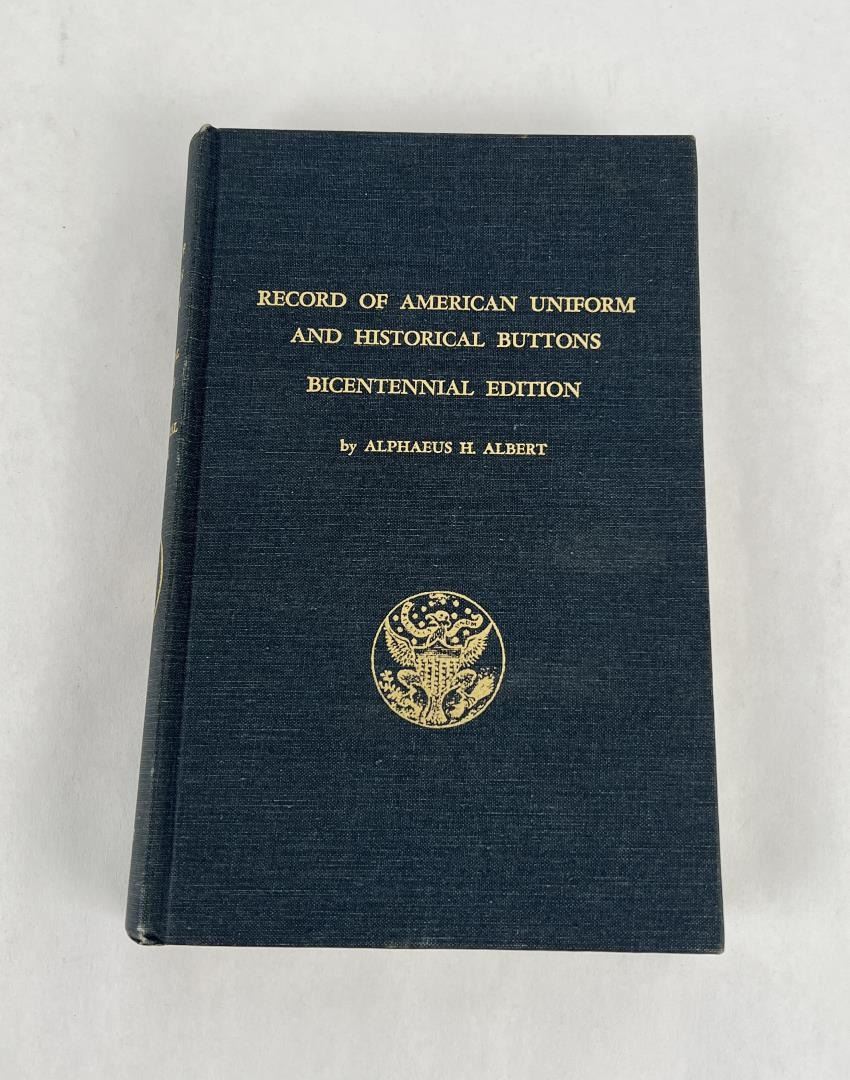 RECORD OF AMERICAN UNIFORM
AND HISTORICAL BUTTONS
BICENTENNIAL EDITION
by ALPHAEUS H. ALBERT